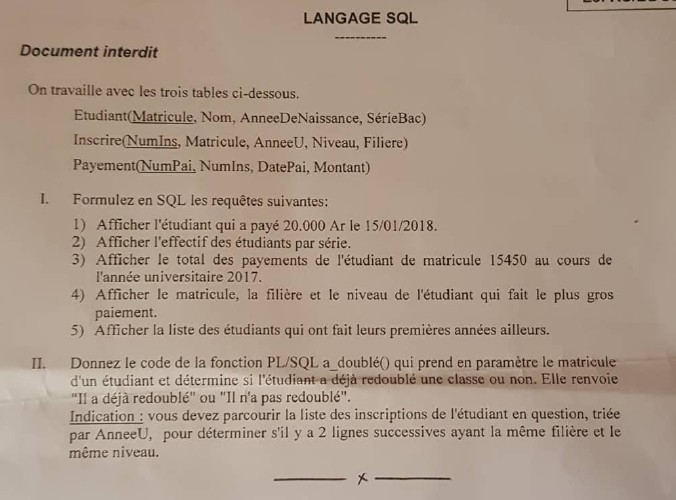 LANGAGE SQL
----------
Document interdit
On travaille avec les trois tables ci-dessous.
Etudiant(Matricule, Nom, AnneeDeNaissance, SérieBac)
Inscrire(NumIns, Matricule, AnneeU, Niveau, Filiere)
Payement(NumPai, NumIns, DatePai, Montant)
I. Formulez en SQL les requêtes suivantes:
1) Afficher l'étudiant qui a payé 20.000 Ar le 15/01/2018.
2) Afficher l'effectif des étudiants par série.
3) Afficher le total des payements de l'étudiant de matricule 15450 au cours de
l'année universitaire 2017.
4) Afficher le matricule, la filière et le niveau de l'étudiant qui fait le plus gros
paiement.
5) Afficher la liste des étudiants qui ont fait leurs premières années ailleurs.
II. Donnez le code de la fonction PL/SQL a_doublé() qui prend en paramètre le matricule
d'un étudiant et détermine si l'étudiant a déjà redoublé une classe ou non. Elle renvoie
"Il a déjà redoublé" ou "Il n'a pas redoublé".
Indication : vous devez parcourir la liste des inscriptions de l'étudiant en question, triée
par AnneeU, pour déterminer s'il y a 2 lignes successives ayant la même filière et le
même niveau.
x